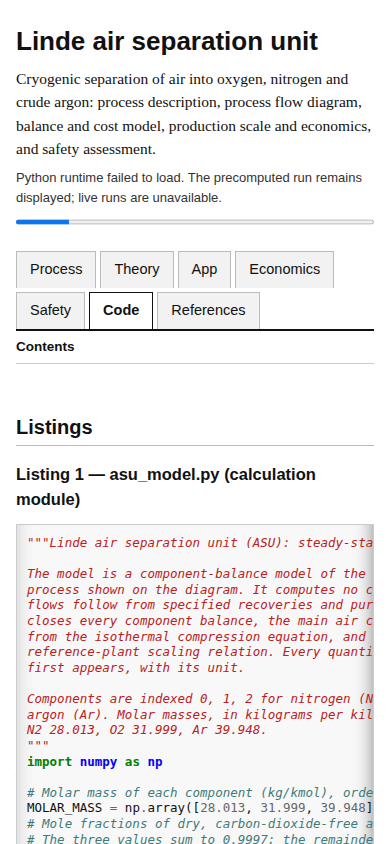 Linde air separation unit
Cryogenic separation of air into oxygen, nitrogen and
crude argon: process description, process flow diagram,
balance and cost model, production scale and economics,
and safety assessment.
Python runtime failed to load. The precomputed run remains
displayed; live runs are unavailable.
Process Theory App Economics
Safety Code References
Contents
Listings
Listing 1 — asu_model.py (calculation
module)
"""Linde air separation unit (ASU): steady-sta
The model is a component-balance model of the
process shown on the diagram. It computes no c
flows follow from specified recoveries and pur
closes every component balance, the main air c
from the isothermal compression equation, and
reference-plant scaling relation. Every quanti
first appears, with its unit.
Components are indexed 0, 1, 2 for nitrogen (N
argon (Ar). Molar masses, in kilograms per kil
N2 28.013, O2 31.999, Ar 39.948.
"""
import numpy as np
# Molar mass of each component (kg/kmol), orde
MOLAR_MASS = np.array([28.013, 31.999, 39.948]
# Mole fractions of dry, carbon-dioxide-free a
# The three values sum to 0.9997; the remainde